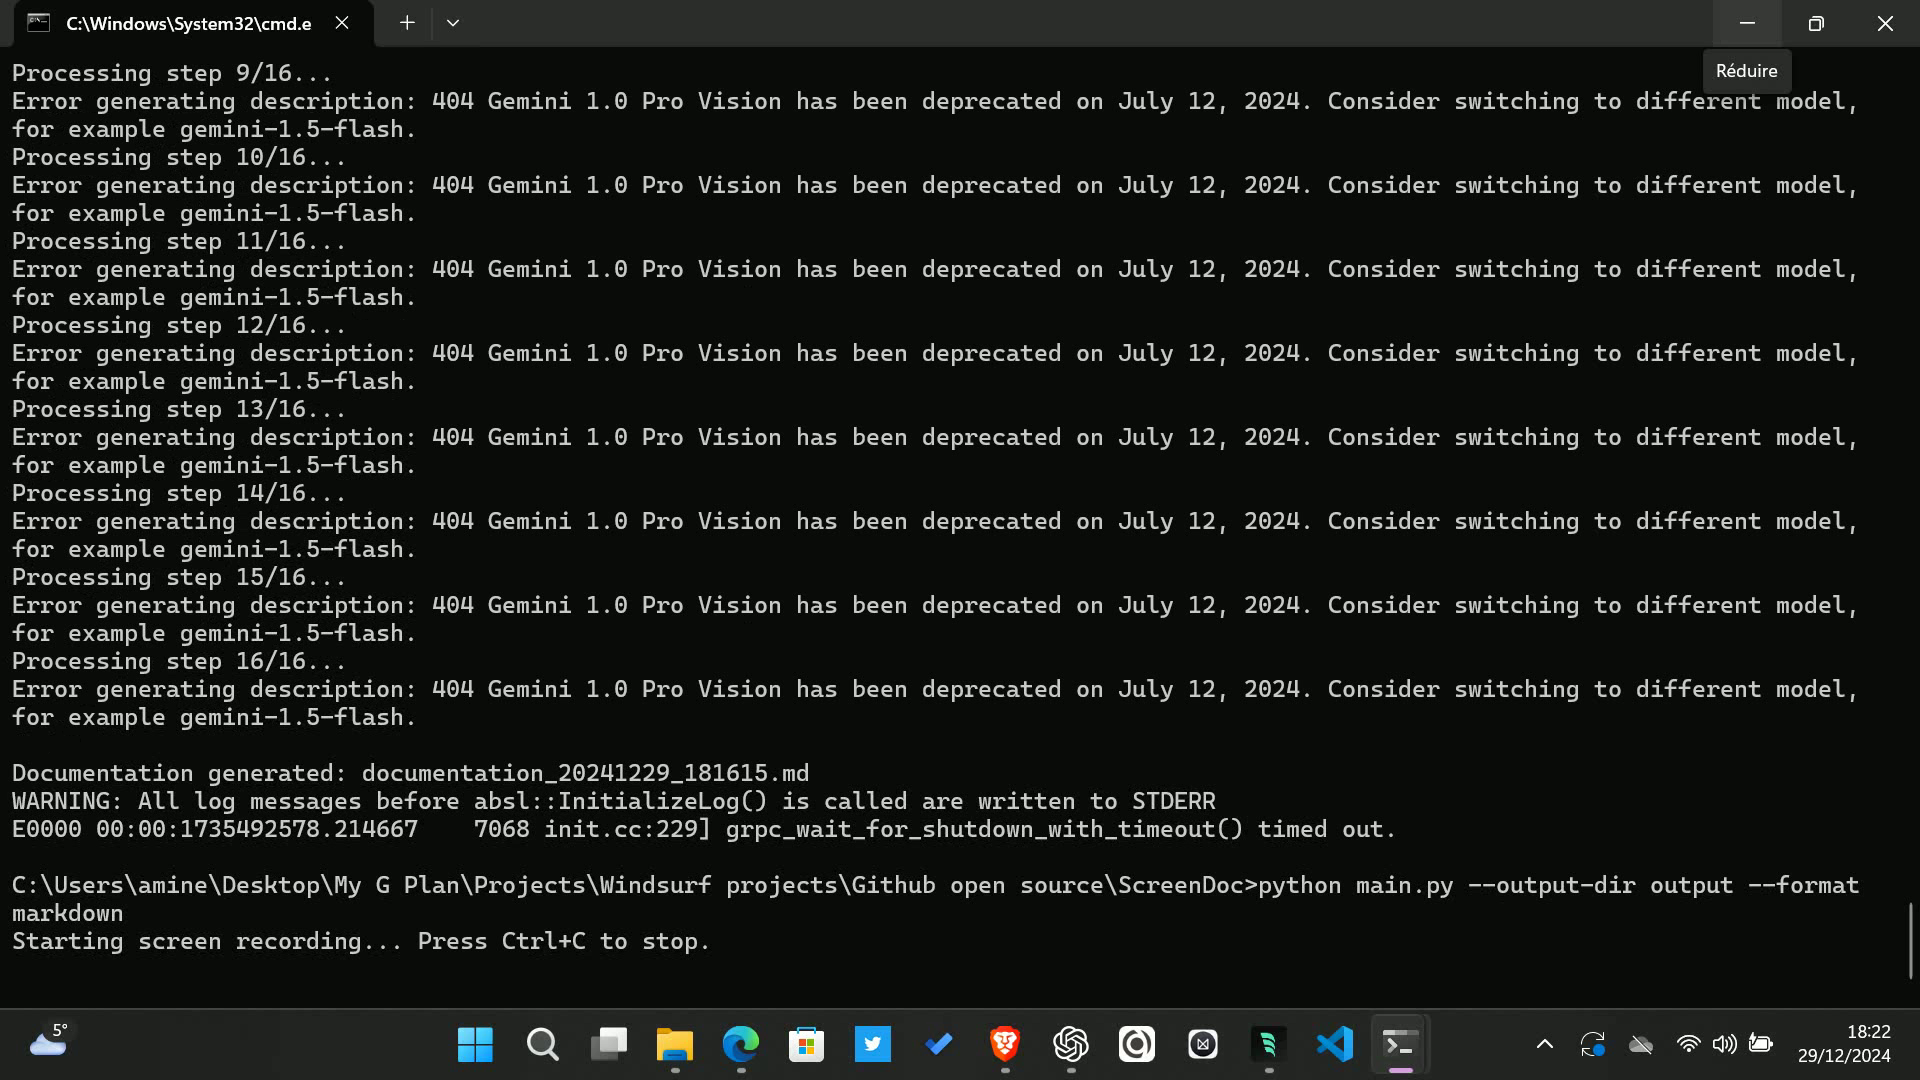 C:\Windows\System32\cmd.e
Réduire
Processing step 9/16...
Error generating description: 404 Gemini 1.0 Pro Vision has been deprecated on July 12, 2024. Consider switching to different model,
for example gemini-1.5-flash.
Processing step 10/16...
Error generating description: 404 Gemini 1.0 Pro Vision has been deprecated on July 12, 2024. Consider switching to different model,
for example gemini-1.5-flash.
Processing step 11/16...
Error generating description: 404 Gemini 1.0 Pro Vision has been deprecated on July 12, 2024. Consider switching to different model,
for example gemini-1.5-flash.
Processing step 12/16...
Error generating description: 404 Gemini 1.0 Pro Vision has been deprecated on July 12, 2024. Consider switching to different model,
for example gemini-1.5-flash.
Processing step 13/16...
Error generating description: 404 Gemini 1.0 Pro Vision has been deprecated on July 12, 2024. Consider switching to different model,
for example gemini-1.5-flash.
Processing step 14/16...
Error generating description: 404 Gemini 1.0 Pro Vision has been deprecated on July 12, 2024. Consider switching to different model,
for example gemini-1.5-flash.
Processing step 15/16...
Error generating description: 404 Gemini 1.0 Pro Vision has been deprecated on July 12, 2024. Consider switching to different model,
for example gemini-1.5-flash.
Processing step 16/16...
Error generating description: 404 Gemini 1.0 Pro Vision has been deprecated on July 12, 2024. Consider switching to different model,
for example gemini-1.5-flash.
Documentation generated: documentation_20241229_181615.md
WARNING: All log messages before absl::InitializeLog() is called are written to STDERR
E0000 00:00:1735492578.214667    7068 init.cc:229] grpc_wait_for_shutdown_with_timeout() timed out.
C:\Users\amine\Desktop\My G Plan\Projects\Windsurf projects\Github open source\ScreenDoc>python main.py --output-dir output --format
markdown
Starting screen recording... Press Ctrl+C to stop.
5°
18:22
29/12/2024